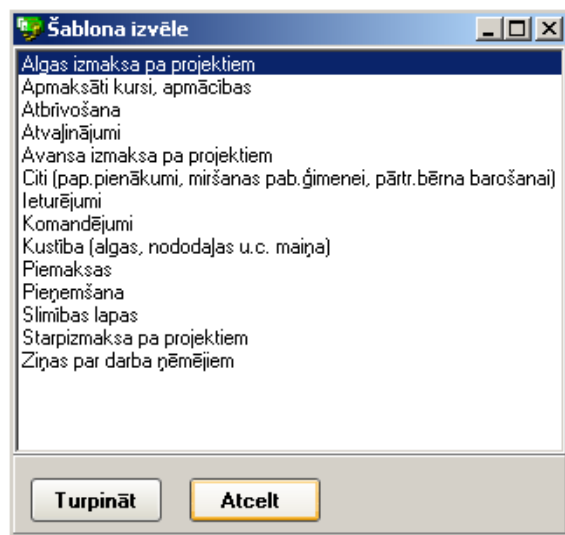 Šablona izvēle
Algas izmaksa pa projektiem
Apmaksāti kursi, apmācības
Atbrīvošana
Atvaļinājumi
Avansa izmaksa pa projektiem
Citi (pap.pienākumi, miršanas pab.ģimenei, pārtr.bērna barošanai)
Ieturējumi
Komandējumi
Kustība (algas, nododaļas u.c. maiņa)
Piemaksas
Pieņemšana
Slimības lapas
Starpizmaksa pa projektiem
Ziņas par darba ņēmējiem
Turpināt
Atcelt